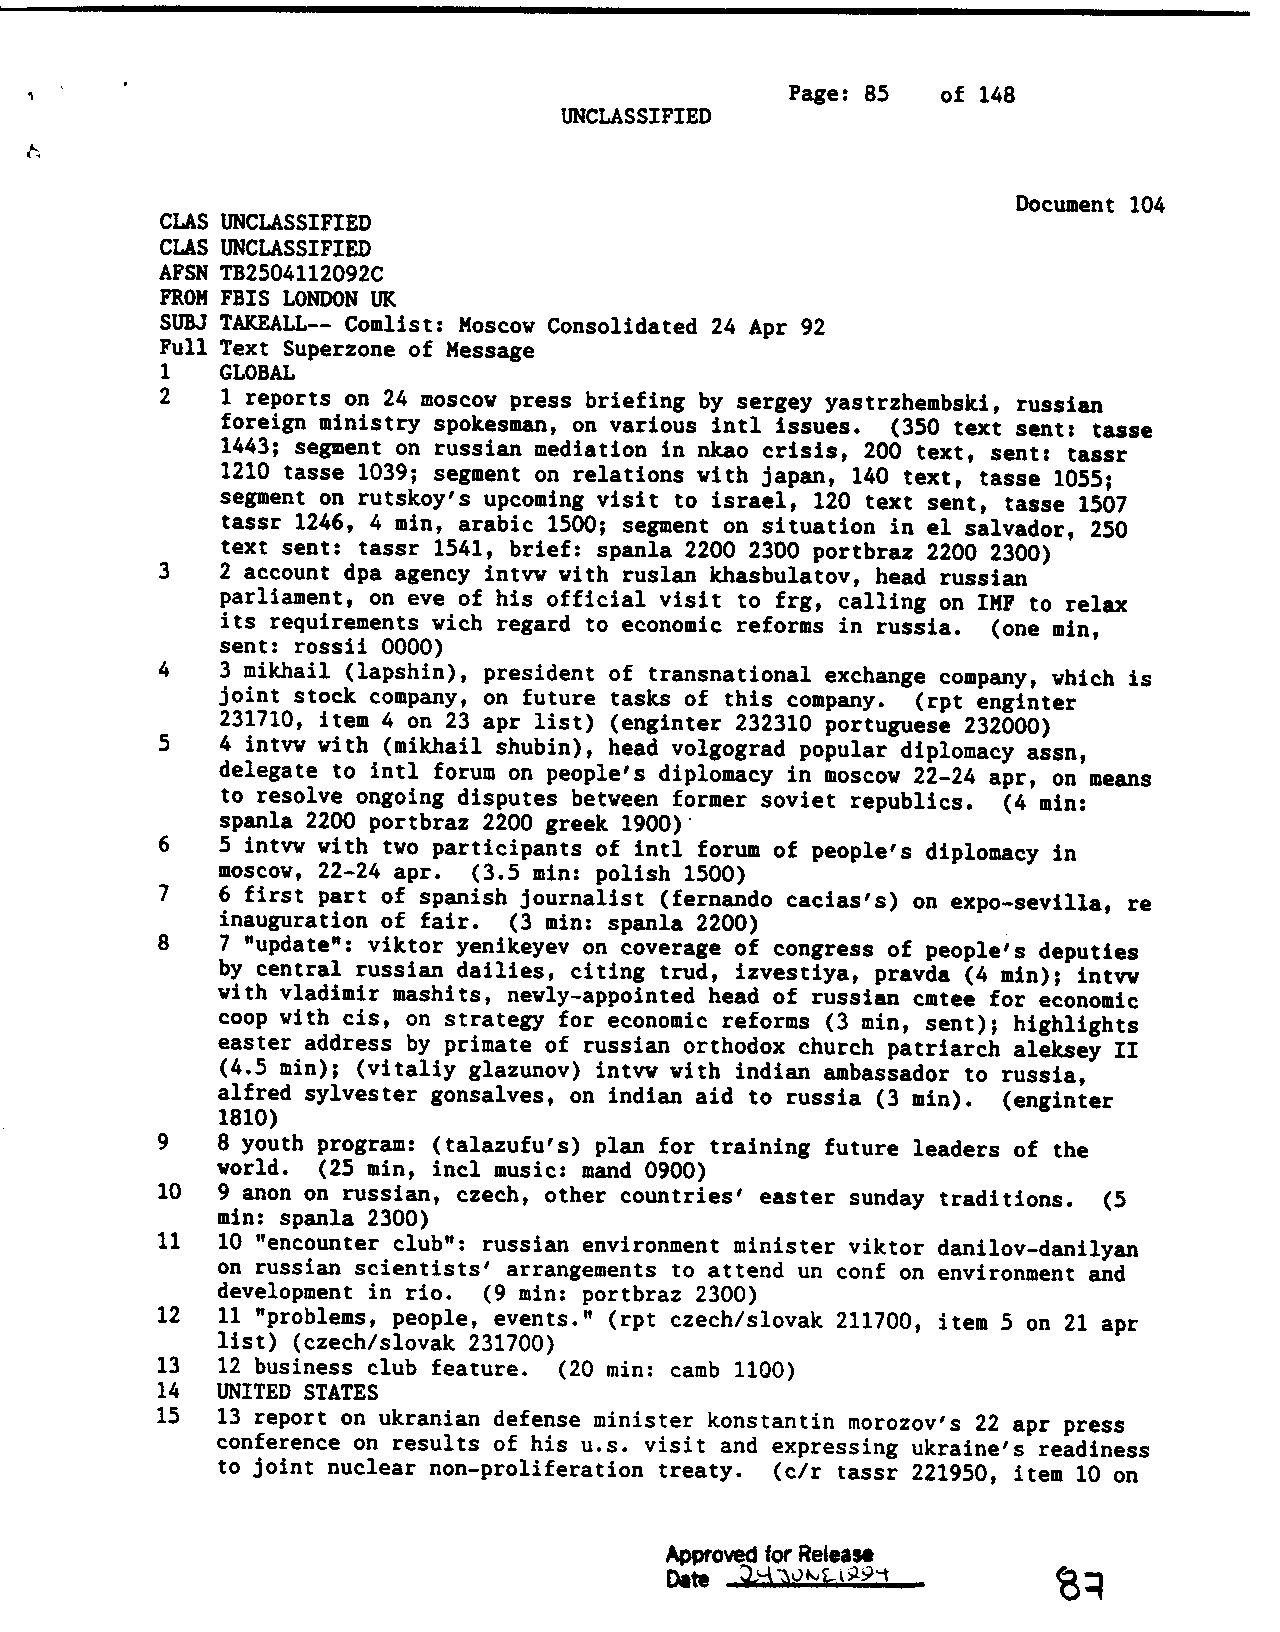 Page: 85 of 148
UNCLASSIFIED
Document 104
CLAS UNCLASSIFIED
CLAS UNCLASSIFIED
AFSN TB2504112092C
FROM FBIS LONDON UK
SUBJ TAKEALL-- Comlist: Moscow Consolidated 24 Apr 92
Full Text Superzone of Message
1 GLOBAL
2 1 reports on 24 moscow press briefing by sergey yastrzhembski, russian
foreign ministry spokesman, on various intl issues. (350 text sent: tasse
1443; segment on russian mediation in nkao crisis, 200 text, sent: tassr
1210 tasse 1039; segment on relations with japan, 140 text, tasse 1055;
segment on rutskoy's upcoming visit to israel, 120 text sent, tasse 1507
tassr 1246, 4 min, arabic 1500; segment on situation in el salvador, 250
text sent: tassr 1541, brief: spanla 2200 2300 portbraz 2200 2300)
3 2 account dpa agency intvw with ruslan khasbulatov, head russian
parliament, on eve of his official visit to frg, calling on IMF to relax
its requirements wich regard to economic reforms in russia. (one min,
sent: rossii 0000)
4 3 mikhail (lapshin), president of transnational exchange company, which is
joint stock company, on future tasks of this company. (rpt enginter
231710, item 4 on 23 apr list) (enginter 232310 portuguese 232000)
5 4 intvw with (mikhail shubin), head volgograd popular diplomacy assn,
delegate to intl forum on people's diplomacy in moscow 22-24 apr, on means
to resolve ongoing disputes between former soviet republics. (4 min:
spanla 2200 portbraz 2200 greek 1900)
6 5 intvw with two participants of intl forum of people's diplomacy in
moscow, 22-24 apr. (3.5 min: polish 1500)
7 6 first part of spanish journalist (fernando cacias's) on expo-sevilla, re
inauguration of fair. (3 min: spanla 2200)
8 7 "update": viktor yenikeyev on coverage of congress of people's deputies
by central russian dailies, citing trud, izvestiya, pravda (4 min); intvw
with vladimir mashits, newly-appointed head of russian cmtee for economic
coop with cis, on strategy for economic reforms (3 min, sent); highlights
easter address by primate of russian orthodox church patriarch aleksey II
(4.5 min); (vitaliy glazunov) intvw with indian ambassador to russia,
alfred sylvester gonsalves, on indian aid to russia (3 min). (enginter
1810)
9 8 youth program: (talazufu's) plan for training future leaders of the
world. (25 min, incl music: mand 0900)
10 9 anon on russian, czech, other countries' easter sunday traditions. (5
min: spanla 2300)
11 10 "encounter club": russian environment minister viktor danilov-danilyan
on russian scientists' arrangements to attend un conf on environment and
development in rio. (9 min: portbraz 2300)
12 11 "problems, people, events." (rpt czech/slovak 211700, item 5 on 21 apr
list) (czech/slovak 231700)
13 12 business club feature. (20 min: camb 1100)
14 UNITED STATES
15 13 report on ukranian defense minister konstantin morozov's 22 apr press
conference on results of his u.s. visit and expressing ukraine's readiness
to joint nuclear non-proliferation treaty. (c/r tassr 221950, item 10 on
Approved for Release
Date 24 JUNE 1994
87